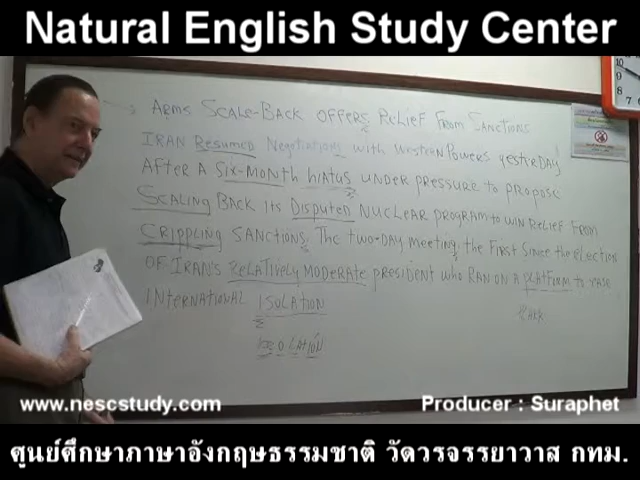 Natural English Study Center
ARMS SCALE-BACK OFFERS RELIEF FROM SANCTIONS
IRAN RESUMED NEGOTIATIONS WITH WESTERN POWERS YESTERDAY
AFTER A SIX-MONTH HIATUS UNDER PRESSURE TO PROPOSE
SCALING BACK ITS DISPUTED NUCLEAR PROGRAM TO WIN RELIEF FROM
CRIPPLING SANCTIONS. THE TWO-DAY MEETING, THE FIRST SINCE THE ELECTION
OF IRAN'S RELATIVELY MODERATE PRESIDENT WHO RAN ON A PLATFORM TO EASE
INTERNATIONAL ISOLATION
ISOLATION
www.nescstudy.com
Producer : Suraphet
ศูนย์ศึกษาภาษาอังกฤษธรรมชาติ วัดวรจรรยาวาส กทม.